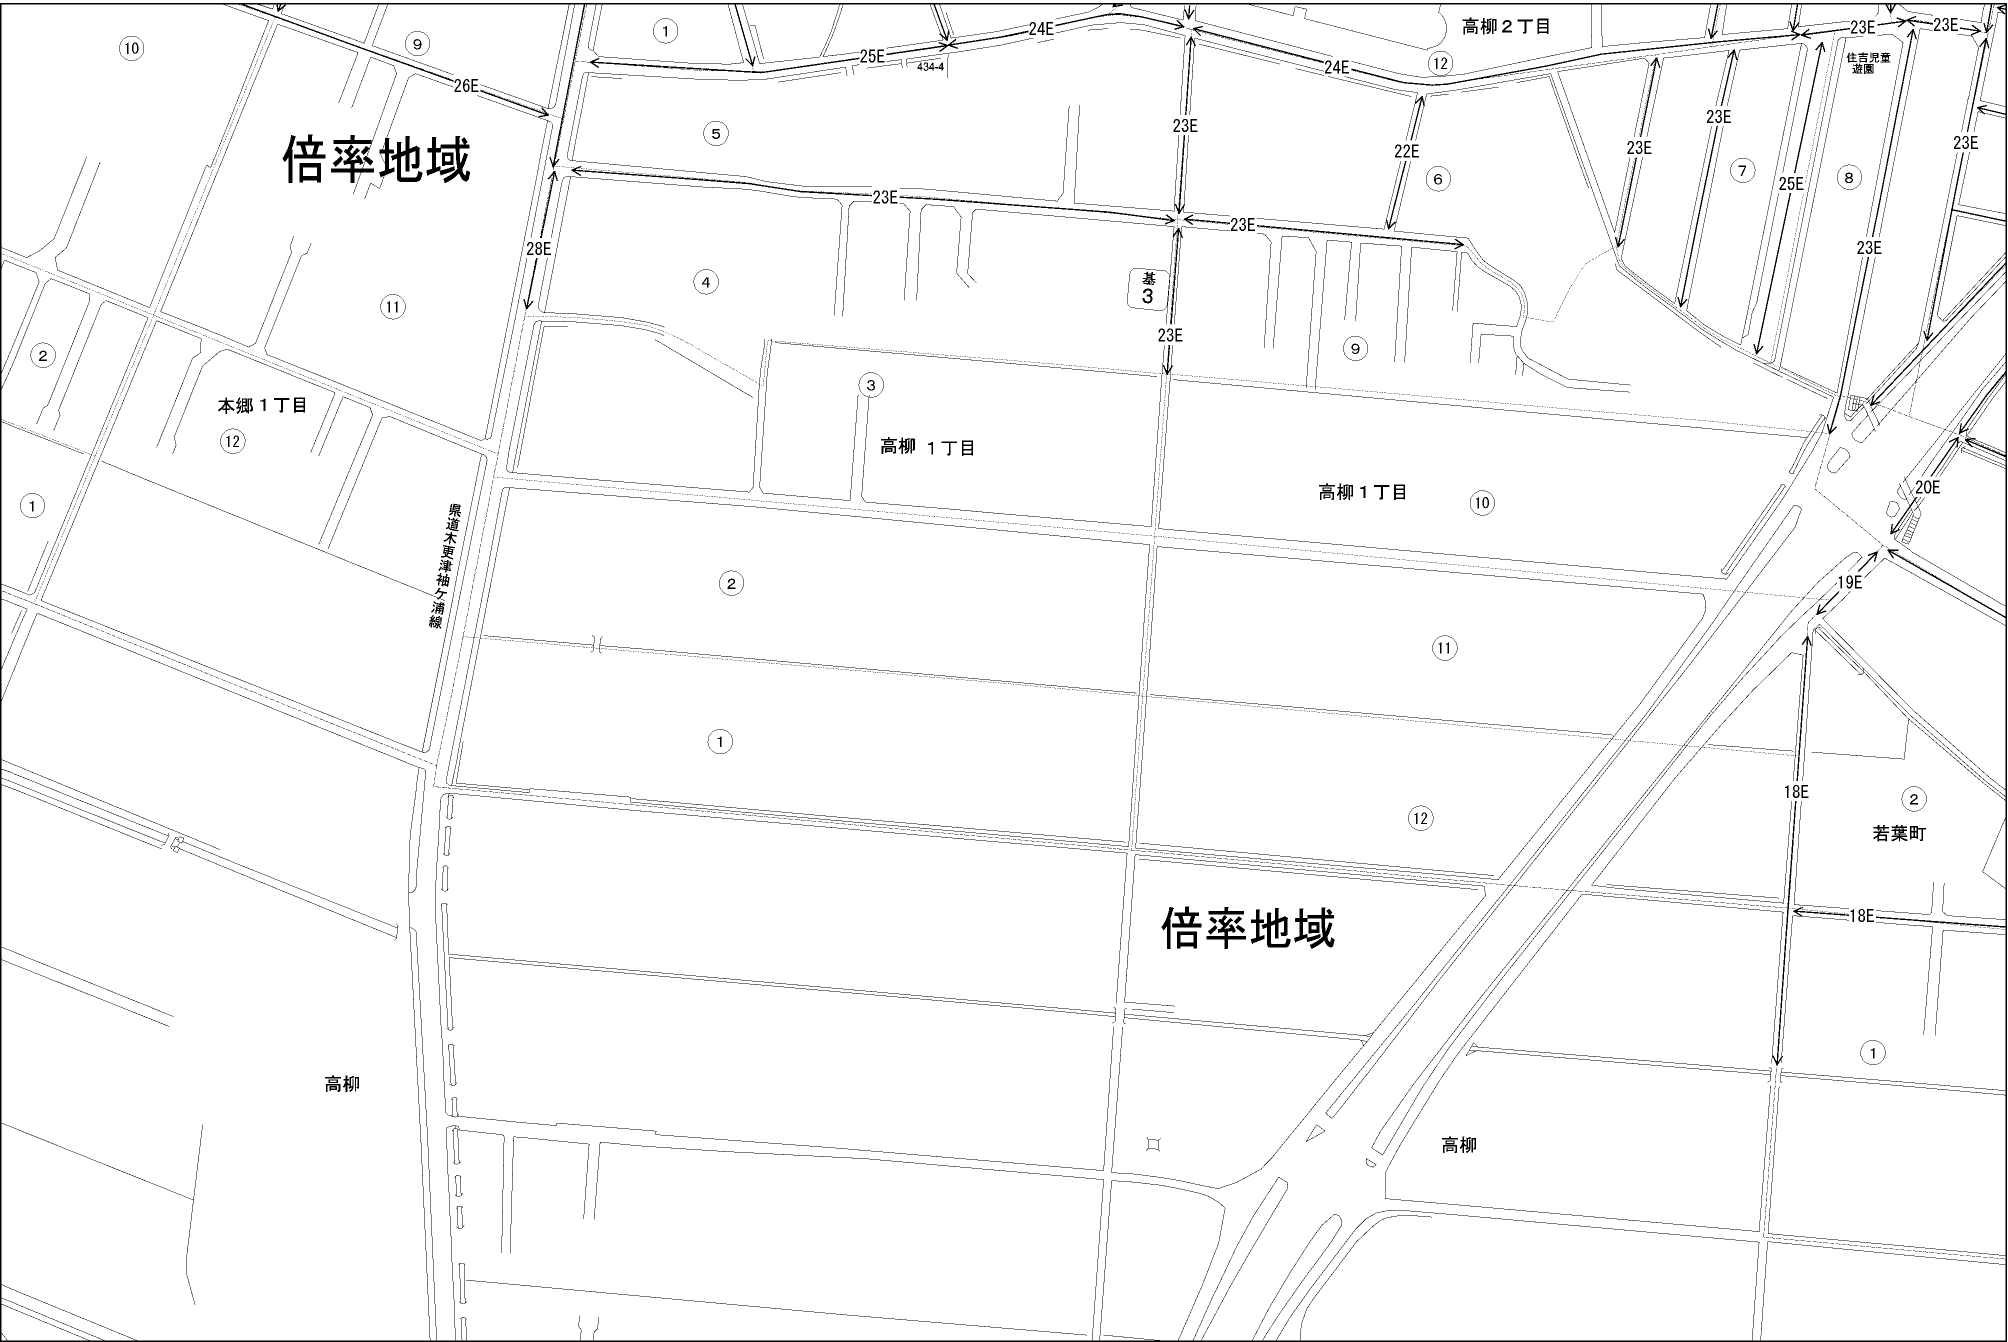 ⑩
⑨
①
25E
434-4
24E
高柳２丁目
⑫
24E
23E
23E
住吉児童
遊園
26E
倍率地域
⑤
23E
22E
⑥
23E
23E
⑦
25E
⑧
23E
23E
28E
23E
23E
④
基
3
23E
⑪
②
⑨
③
本郷１丁目
⑫
高柳 １丁目
高柳１丁目
⑩
20E
①
県道木更津袖ケ浦線
②
19E
⑪
①
18E
②
⑫
若葉町
倍率地域
18E
①
高柳
高柳